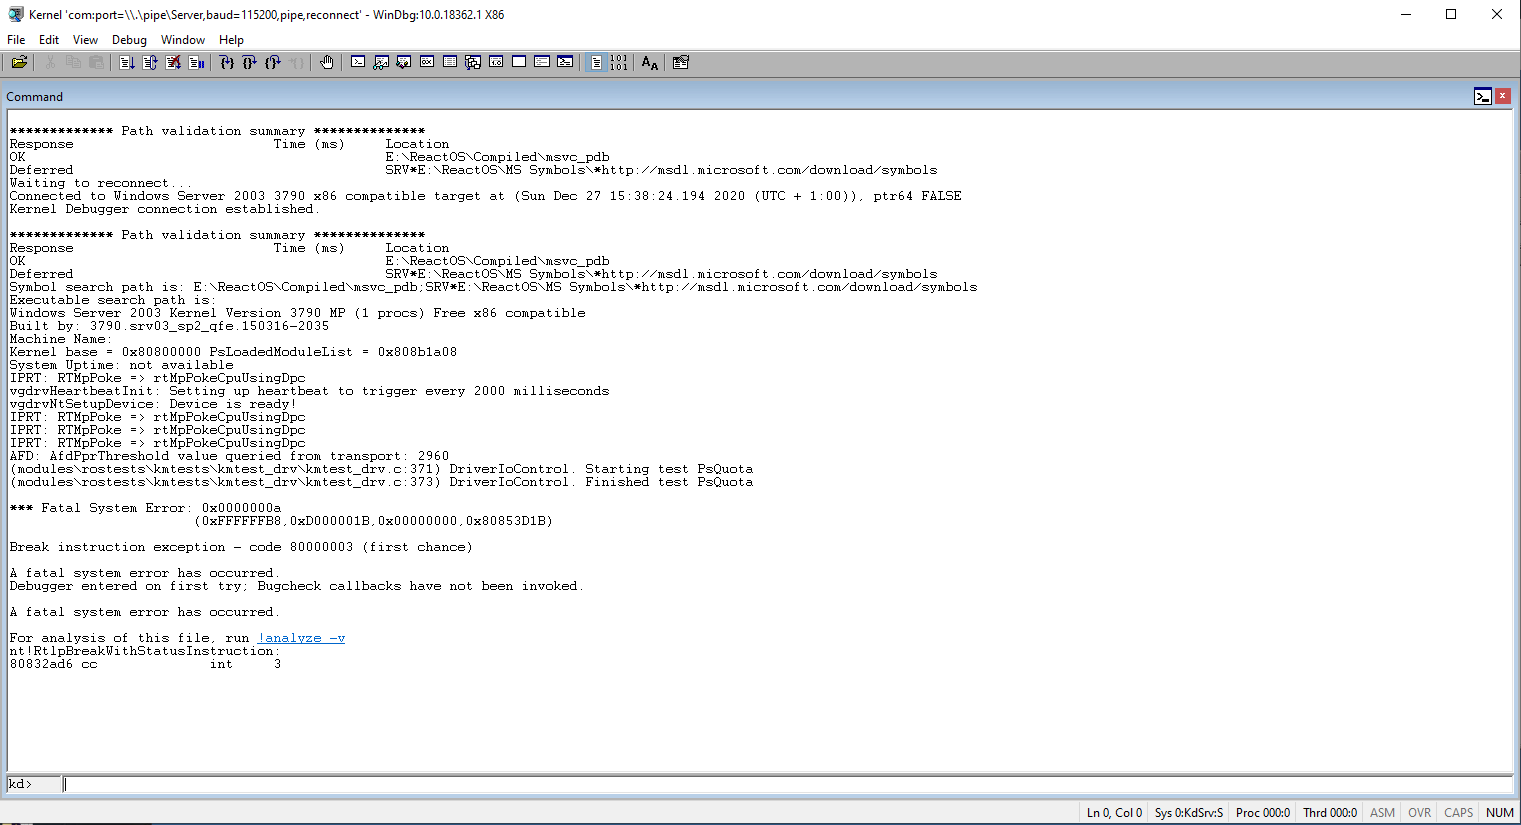 Kernel 'com:port=\\.\pipe\Server,baud=115200,pipe,reconnect' - WinDbg:10.0.18362.1 X86
File Edit View Debug Window Help
Command
************* Path validation summary **************
Response                         Time (ms)     Location
OK                                             E:\ReactOS\Compiled\msvc_pdb
Deferred                                       SRV*E:\ReactOS\MS Symbols\*http://msdl.microsoft.com/download/symbols
Waiting to reconnect...
Connected to Windows Server 2003 3790 x86 compatible target at (Sun Dec 27 15:38:24.194 2020 (UTC + 1:00)), ptr64 FALSE
Kernel Debugger connection established.
************* Path validation summary **************
Response                         Time (ms)     Location
OK                                             E:\ReactOS\Compiled\msvc_pdb
Deferred                                       SRV*E:\ReactOS\MS Symbols\*http://msdl.microsoft.com/download/symbols
Symbol search path is: E:\ReactOS\Compiled\msvc_pdb;SRV*E:\ReactOS\MS Symbols\*http://msdl.microsoft.com/download/symbols
Executable search path is:
Windows Server 2003 Kernel Version 3790 MP (1 procs) Free x86 compatible
Built by: 3790.srv03_sp2_qfe.150316-2035
Machine Name:
Kernel base = 0x80800000 PsLoadedModuleList = 0x808b1a08
System Uptime: not available
IPRT: RTMpPoke => rtMpPokeCpuUsingDpc
vgdrvHeartbeatInit: Setting up heartbeat to trigger every 2000 milliseconds
vgdrvNtSetupDevice: Device is ready!
IPRT: RTMpPoke => rtMpPokeCpuUsingDpc
IPRT: RTMpPoke => rtMpPokeCpuUsingDpc
IPRT: RTMpPoke => rtMpPokeCpuUsingDpc
AFD: AfdPprThreshold value queried from transport: 2960
(modules\rostests\kmtests\kmtest_drv\kmtest_drv.c:371) DriverIoControl. Starting test PsQuota
(modules\rostests\kmtests\kmtest_drv\kmtest_drv.c:373) DriverIoControl. Finished test PsQuota
*** Fatal System Error: 0x0000000a
(0xFFFFFFB8,0xD000001B,0x00000000,0x80853D1B)
Break instruction exception - code 80000003 (first chance)
A fatal system error has occurred.
Debugger entered on first try; Bugcheck callbacks have not been invoked.
A fatal system error has occurred.
For analysis of this file, run !analyze -v
nt!RtlpBreakWithStatusInstruction:
80832ad6 cc              int     3
kd>
Ln 0, Col 0 Sys 0:KdSrv:S Proc 000:0 Thrd 000:0 ASM OVR CAPS NUM